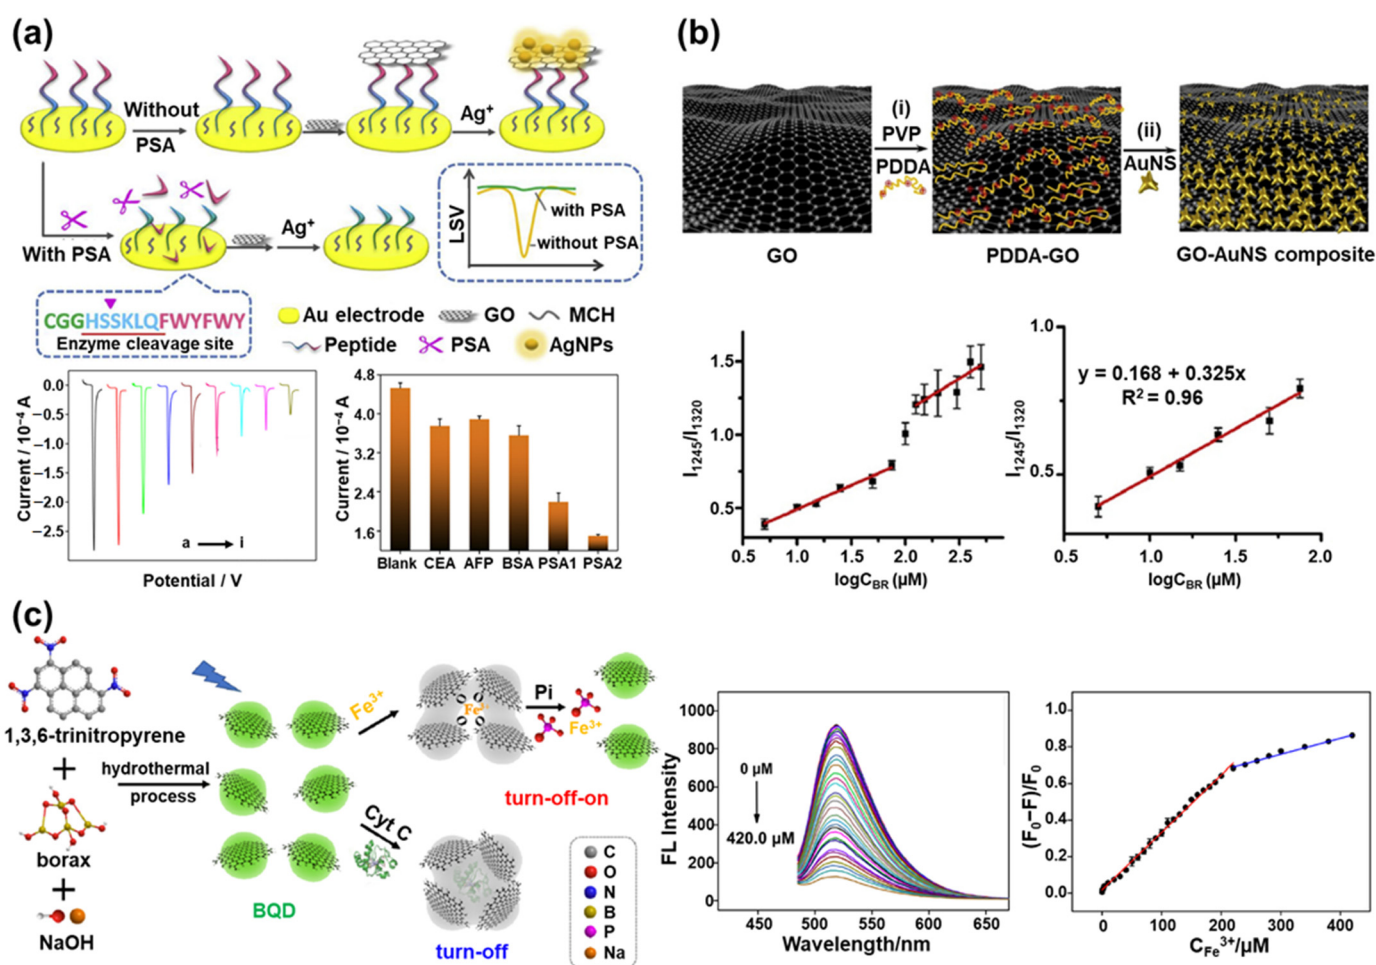 (a)
Without
PSA
GO
Ag⁺
With PSA
GO
Ag⁺
LSV
with PSA
without PSA
CGGHSSKLQFWYFWY
Enzyme cleavage site
Au electrode
GO
MCH
Peptide
PSA
AgNPs
Current / 10⁻⁴ A
0.0
−0.5
−1.0
−1.5
−2.0
−2.5
a
i
Potential / V
Current / 10⁻⁴ A
4.8
4.0
3.2
2.4
1.6
Blank CEA AFP BSA PSA1 PSA2
(b)
(i)
PVP
PDDA
(ii)
AuNS
GO
PDDA-GO
GO-AuNS composite
I₁₂₄₅/I₁₃₂₀
1.5
1.0
0.5
0.5 1.0 1.5 2.0 2.5
logC_BR (μM)
I₁₂₄₅/I₁₃₂₀
1.0
0.5
y = 0.168 + 0.325x
R² = 0.96
0.5 1.0 1.5 2.0
logC_BR (μM)
(c)
1,3,6-trinitropyrene
+
borax
+
NaOH
hydrothermal
process
BQD
Fe³⁺
Fe³⁺
Pi
Fe³⁺
turn-off-on
Cyt C
turn-off
C
O
N
B
P
Na
FL Intensity
1000
800
600
400
200
0
0 μM
420.0 μM
450 500 550 600 650
Wavelength/nm
(F₀−F)/F₀
1.0
0.8
0.6
0.4
0.2
0.0
0 100 200 300 400
C_Fe³⁺/μM